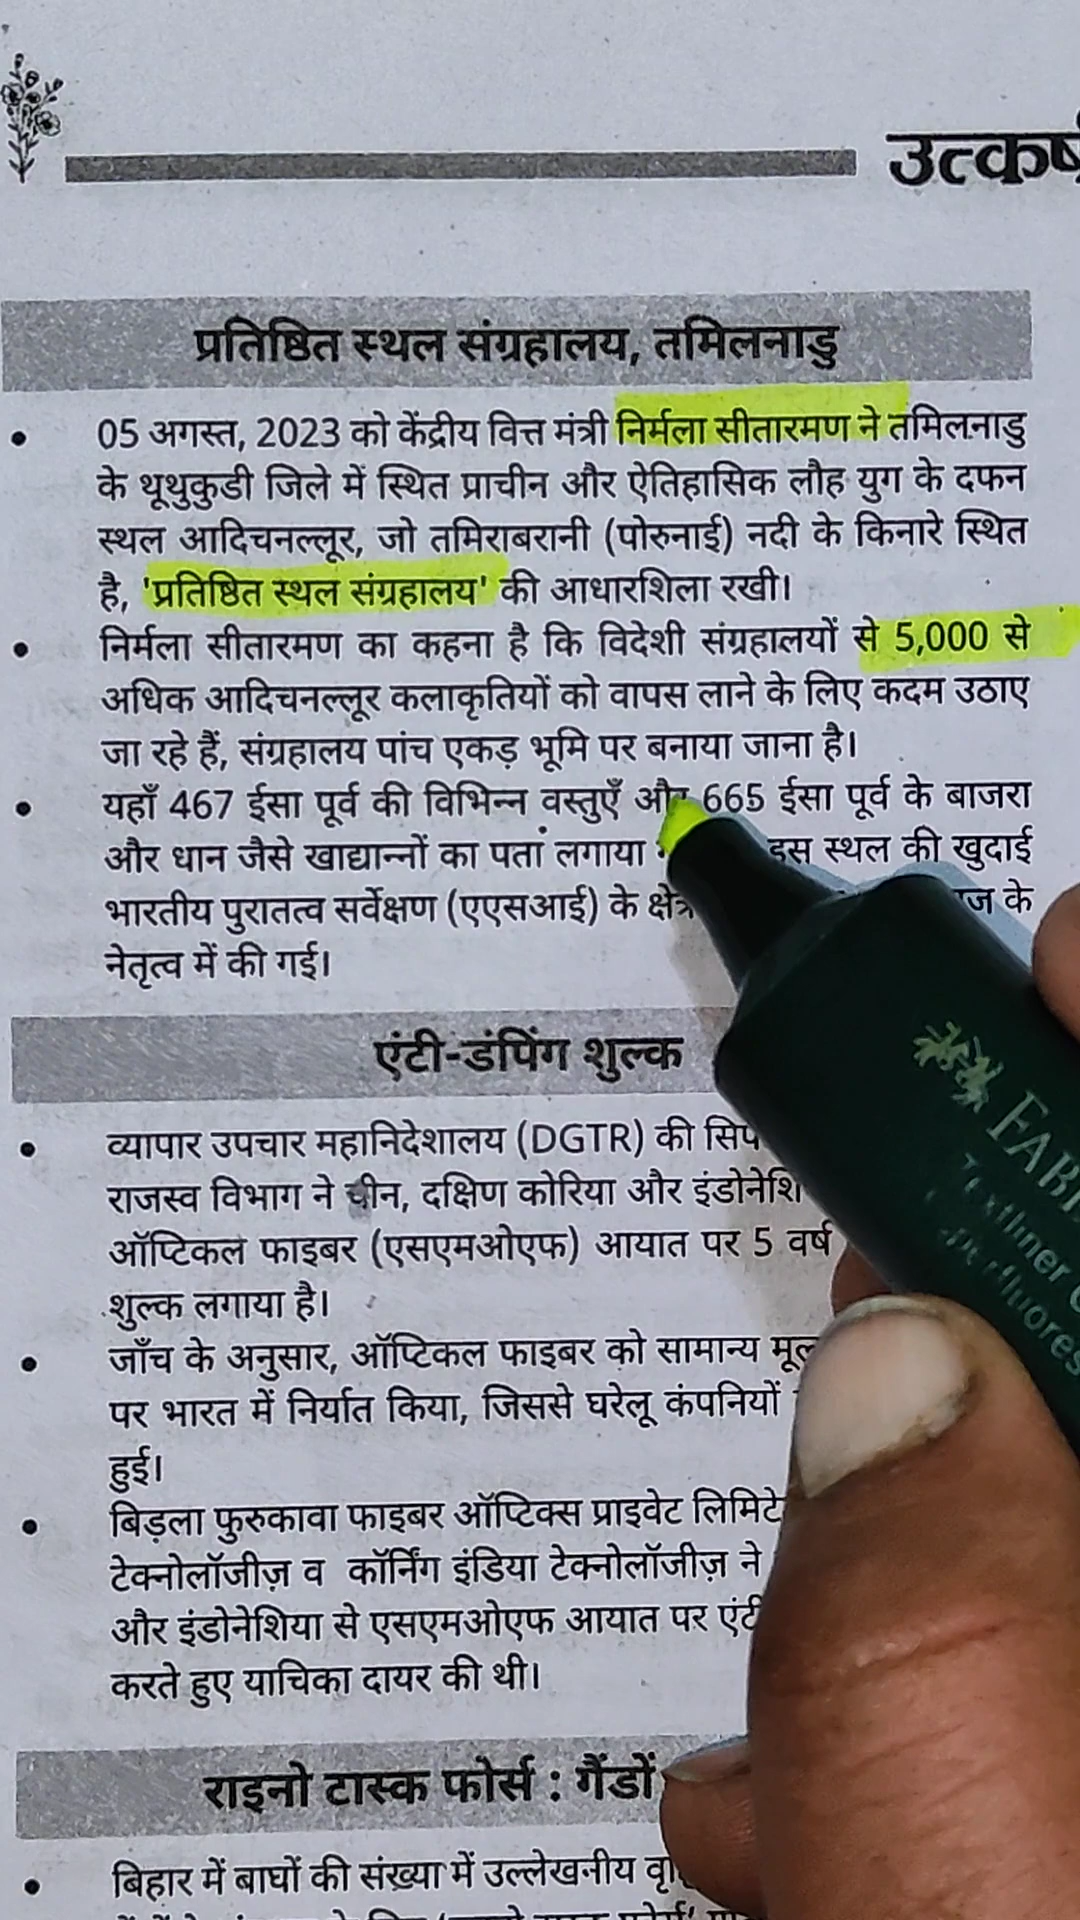 उत्कर्ष
प्रतिष्ठित स्थल संग्रहालय, तमिलनाडु
• 05 अगस्त, 2023 को केंद्रीय वित्त मंत्री निर्मला सीतारमण ने तमिलनाडु
के थूथुकुडी जिले में स्थित प्राचीन और ऐतिहासिक लौह युग के दफन
स्थल आदिचनल्लूर, जो तमिराबरानी (पोरुनाई) नदी के किनारे स्थित
है, 'प्रतिष्ठित स्थल संग्रहालय' की आधारशिला रखी।
• निर्मला सीतारमण का कहना है कि विदेशी संग्रहालयों से 5,000 से
अधिक आदिचनल्लूर कलाकृतियों को वापस लाने के लिए कदम उठाए
जा रहे हैं, संग्रहालय पांच एकड़ भूमि पर बनाया जाना है।
• यहाँ 467 ईसा पूर्व की विभिन्न वस्तुएँ और 665 ईसा पूर्व के बाजरा
और धान जैसे खाद्यान्नों का पता लगाया इस स्थल की खुदाई
भारतीय पुरातत्व सर्वेक्षण (एएसआई) के के
नेतृत्व में की गई।
एंटी-डंपिंग शुल्क
• व्यापार उपचार महानिदेशालय (DGTR) की
राजस्व विभाग ने चीन, दक्षिण कोरिया और
ऑप्टिकल फाइबर (एसएमओएफ) आयात पर 5 वर्ष
शुल्क लगाया है।
• जाँच के अनुसार, ऑप्टिकल फाइबर को सामान्य
पर भारत में निर्यात किया, जिससे घरेलू कंपनियों
हुई।
• बिड़ला फुरुकावा फाइबर ऑप्टिक्स प्राइवेट
टेक्नोलॉजीज़ व कॉर्निंग इंडिया टेक्नोलॉजीज़ ने
और इंडोनेशिया से एसएमओएफ आयात पर
करते हुए याचिका दायर की थी।
राइनो टास्क फोर्स : गैंडों
• बिहार में बाघों की संख्या में उल्लेखनीय